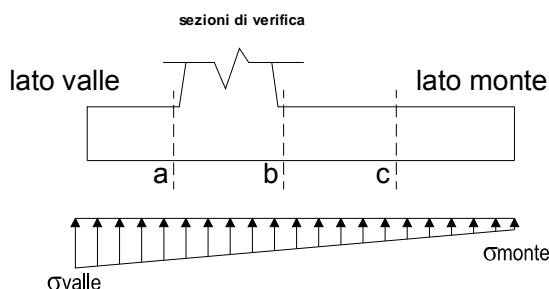 sezioni di verifica
lato valle
lato monte
a
b
c
σmonte
σvalle